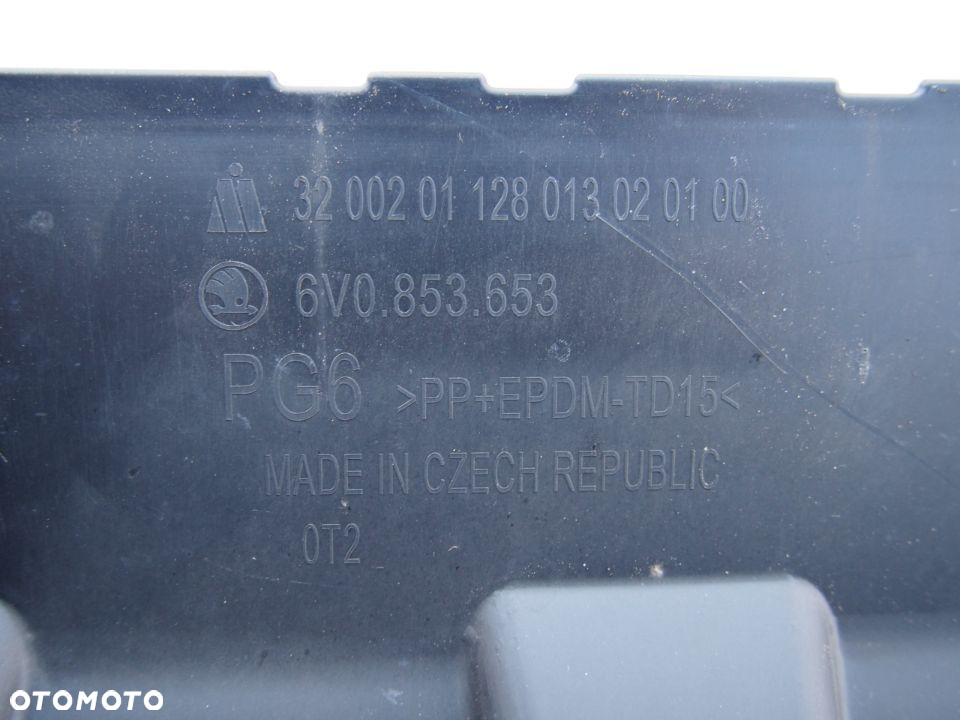 32 002 01 128 013 02 01 00
6V0.853.653
PG6 >PP+EPDM-TD15<
MADE IN CZECH REPUBLIC
0T2
OTOMOTO